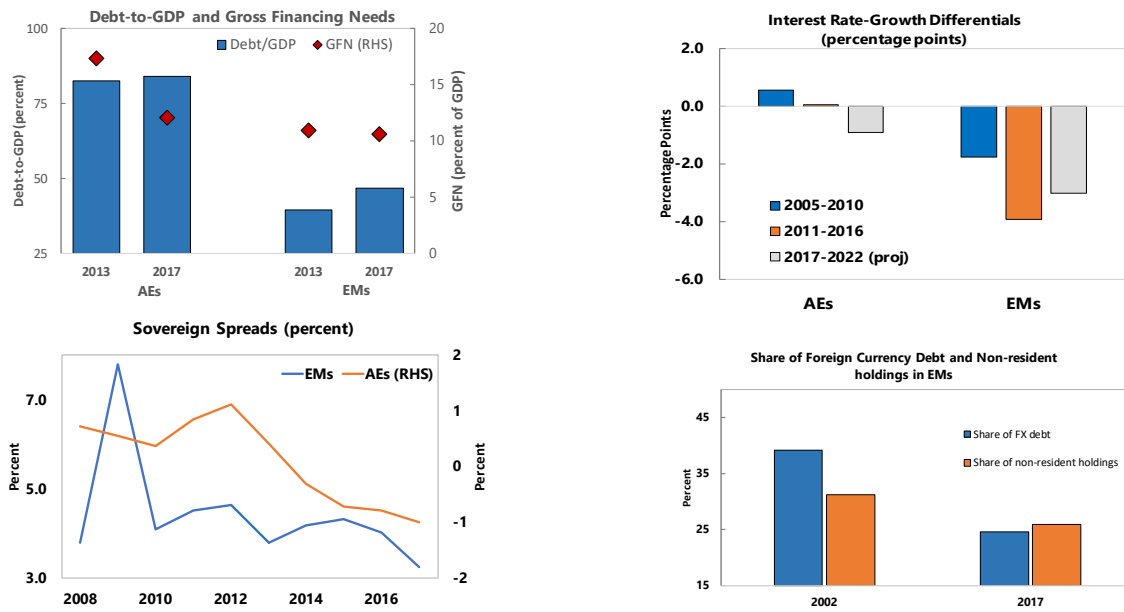 Debt-to-GDP and Gross Financing Needs
100
75
50
25
Debt-to-GDP (percent)
Debt/GDP
GFN (RHS)
20
15
10
5
0
GFN (percent of GDP)
2013
2017
2013
2017
AEs
EMs
Interest Rate-Growth Differentials
(percentage points)
2.0
0.0
-2.0
-4.0
-6.0
Percentage Points
2005-2010
2011-2016
2017-2022 (proj)
AEs
EMs
Sovereign Spreads (percent)
7.0
5.0
3.0
Percent
EMs
AEs (RHS)
2
1
0
-1
-2
Percent
2008
2010
2012
2014
2016
Share of Foreign Currency Debt and Non-resident
holdings in EMs
45
35
25
15
Percent
Share of FX debt
Share of non-resident holdings
2002
2017